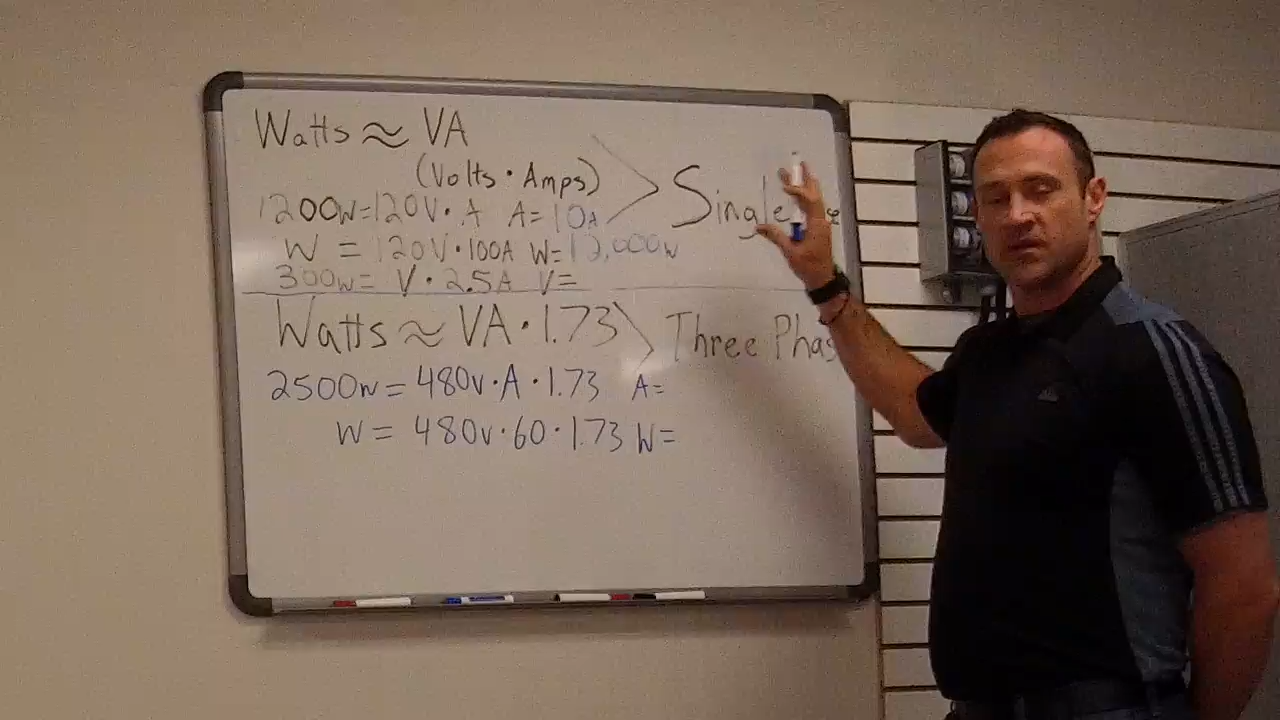 Watts ≈ VA
(Volts · Amps) > Single
1200W=120V · A A= 10A
W = 120V · 100A W= 12,000W
300W= V · 2.5A V=
Watts ≈ VA · 1.73 > Three Phas
2500W = 480V · A · 1.73 A=
W = 480V · 60 · 1.73 W=